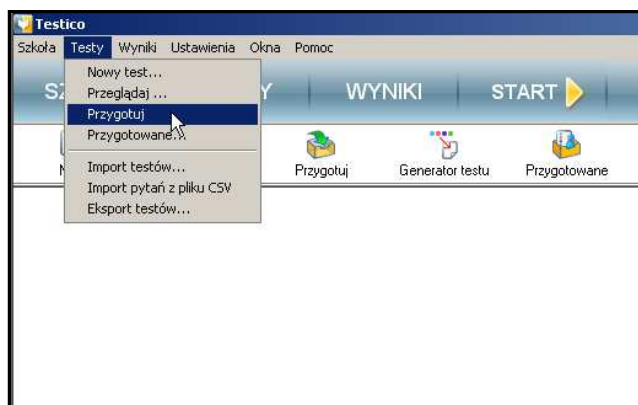 Testico
Szkoła Testy Wyniki Ustawienia Okna Pomoc
Nowy test...
Przeglądaj ...
Przygotuj
Przygotowane...
Import testów...
Import pytań z pliku CSV
Eksport testów...
WYNIKI START
Przygotuj Generator testu Przygotowane